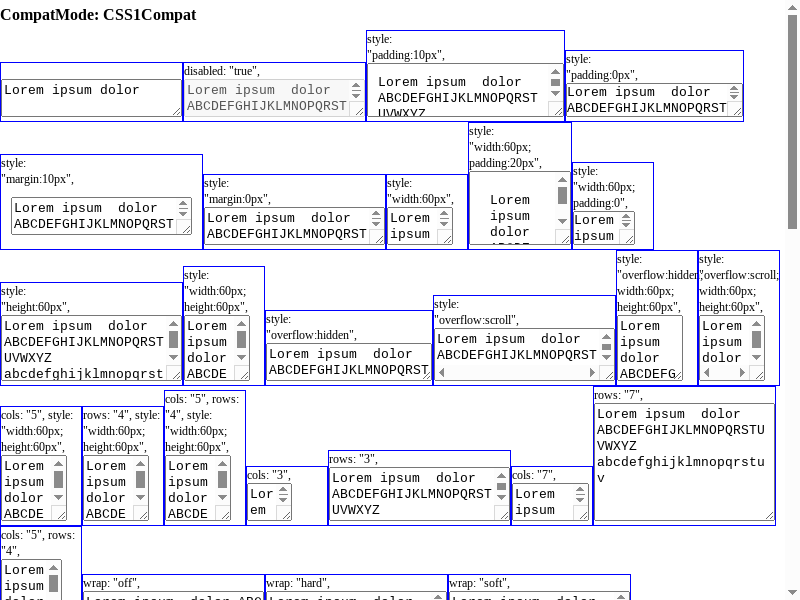 CompatMode: CSS1Compat
Lorem ipsum dolor
disabled: "true",
Lorem ipsum  dolor
ABCDEFGHIJKLMNOPQRST
style:
"padding:10px",
Lorem ipsum  dolor
ABCDEFGHIJKLMNOPQRST
UVWXYZ
style:
"padding:0px",
Lorem ipsum  dolor
ABCDEFGHIJKLMNOPQRST
style:
"margin:10px",
Lorem ipsum  dolor
ABCDEFGHIJKLMNOPQRST
style:
"margin:0px",
Lorem ipsum  dolor
ABCDEFGHIJKLMNOPQRST
style:
"width:60px",
Lorem
ipsum
style:
"width:60px;
padding:20px",
Lorem
ipsum
dolor
ABCDE
style:
"width:60px;
padding:0",
Lorem
ipsum
style:
"height:60px",
Lorem ipsum  dolor
ABCDEFGHIJKLMNOPQRST
UVWXYZ
abcdefghijklmnopqrst
style:
"width:60px;
height:60px",
Lorem
ipsum
dolor
ABCDE
style:
"overflow:hidden",
Lorem ipsum  dolor
ABCDEFGHIJKLMNOPQRST
style:
"overflow:scroll",
Lorem ipsum  dolor
ABCDEFGHIJKLMNOPQRST
style:
"overflow:hidden;
width:60px;
height:60px",
Lorem
ipsum
dolor
ABCDEFG
style:
"overflow:scroll;
width:60px;
height:60px",
Lorem
ipsum
dolor
cols: "5", style:
"width:60px;
height:60px",
Lorem
ipsum
dolor
ABCDE
rows: "4", style:
"width:60px;
height:60px",
Lorem
ipsum
dolor
ABCDE
cols: "5", rows:
"4", style:
"width:60px;
height:60px",
Lorem
ipsum
dolor
ABCDE
cols: "3",
Lor
em
rows: "3",
Lorem ipsum  dolor
ABCDEFGHIJKLMNOPQRST
UVWXYZ
cols: "7",
Lorem
ipsum
rows: "7",
Lorem ipsum  dolor
ABCDEFGHIJKLMNOPQRSTU
VWXYZ
abcdefghijklmnopqrstu
v
cols: "5", rows:
"4",
Lorem
ipsum
dolor
wrap: "off",
Lorem ipsum  dolor ABC
wrap: "hard",
Lorem ipsum  dolor
wrap: "soft",
Lorem ipsum  dolor